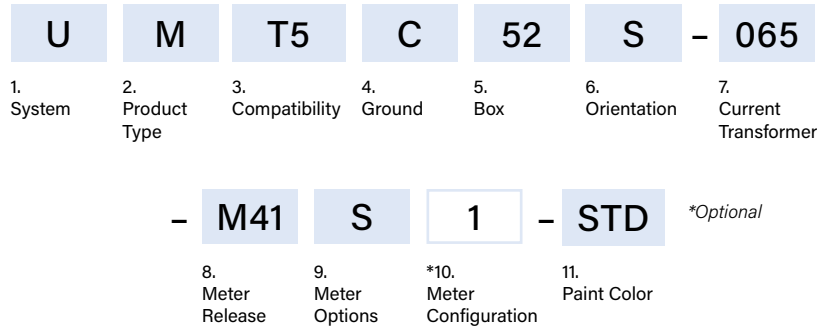 U M T5 C 52 S – 065
1. 2. 3. 4. 5. 6. 7.
System Product Compatibility Ground Box Orientation Current
Type Transformer
– M41 S 1 – STD *Optional
8. 9. *10. 11.
Meter Meter Meter Paint Color
Release Options Configuration